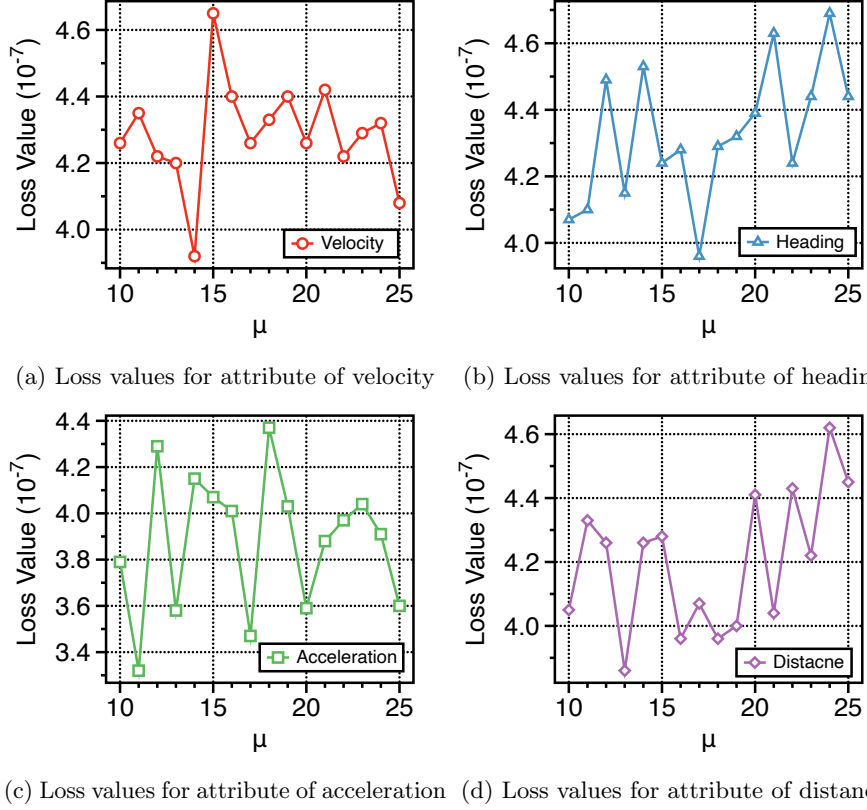 4.6
4.4
4.2
4.0
Loss Value (10-7)
Velocity
10 15 20 25
μ
4.6
4.4
4.2
4.0
Loss Value (10-7)
Heading
10 15 20 25
μ
(a) Loss values for attribute of velocity (b) Loss values for attribute of headin
4.4
4.2
4.0
3.8
3.6
3.4
Loss Value (10-7)
Acceleration
10 15 20 25
μ
4.6
4.4
4.2
4.0
Loss Value (10-7)
Distacne
10 15 20 25
μ
(c) Loss values for attribute of acceleration (d) Loss values for attribute of distan